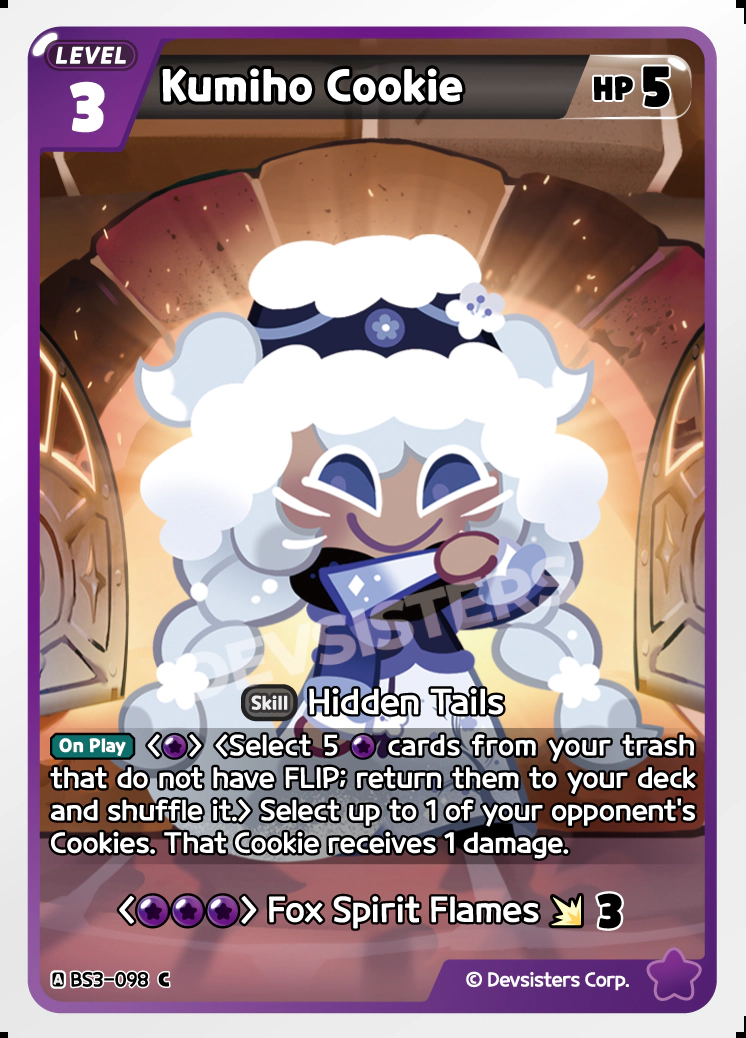 LEVEL
3
Kumiho Cookie
HP 5
DEVSISTERS
Skill Hidden Tails
On Play < > <Select 5 cards from your trash
that do not have FLIP; return them to your deck
and shuffle it.> Select up to 1 of your opponent's
Cookies. That Cookie receives 1 damage.
< > Fox Spirit Flames 3
A BS3-098 C
© Devsisters Corp.